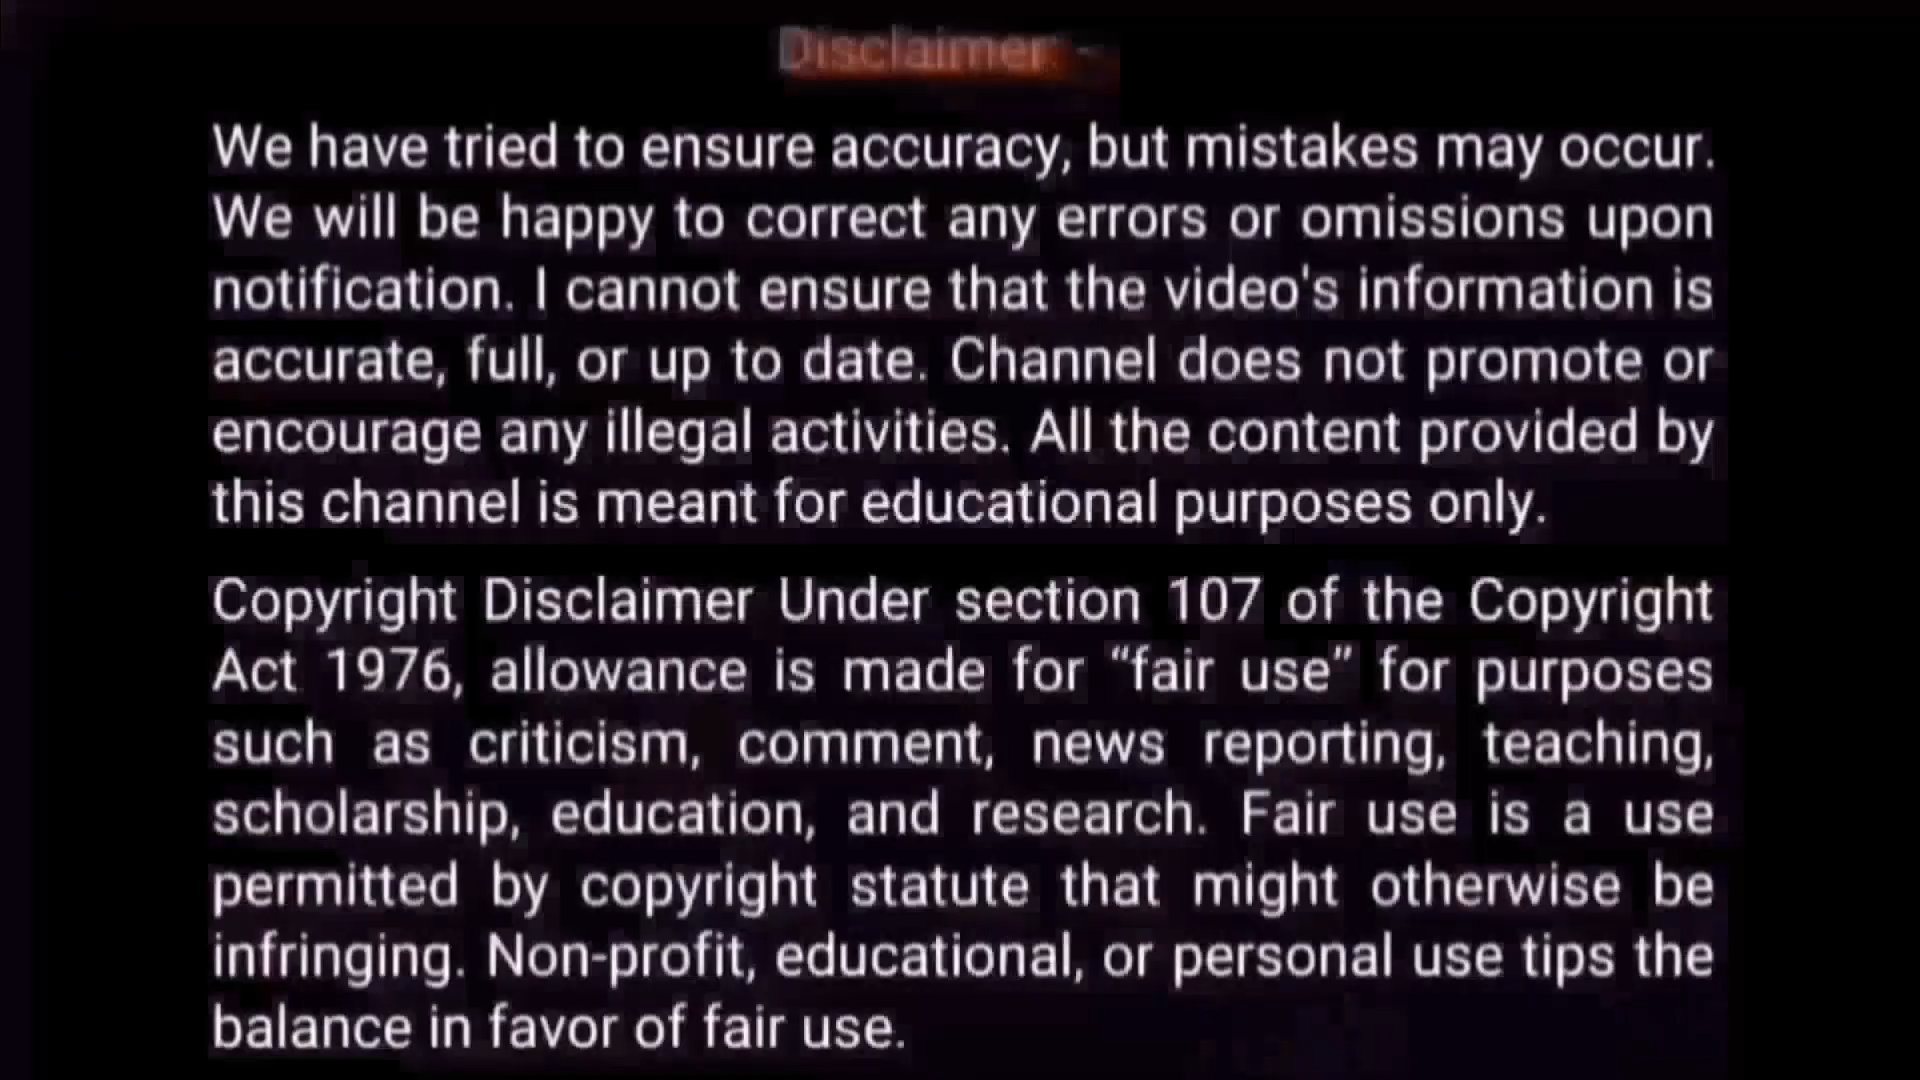 Disclaimer: -
We have tried to ensure accuracy, but mistakes may occur.
We will be happy to correct any errors or omissions upon
notification. I cannot ensure that the video's information is
accurate, full, or up to date. Channel does not promote or
encourage any illegal activities. All the content provided by
this channel is meant for educational purposes only.
Copyright Disclaimer Under section 107 of the Copyright
Act 1976, allowance is made for “fair use” for purposes
such as criticism, comment, news reporting, teaching,
scholarship, education, and research. Fair use is a use
permitted by copyright statute that might otherwise be
infringing. Non-profit, educational, or personal use tips the
balance in favor of fair use.